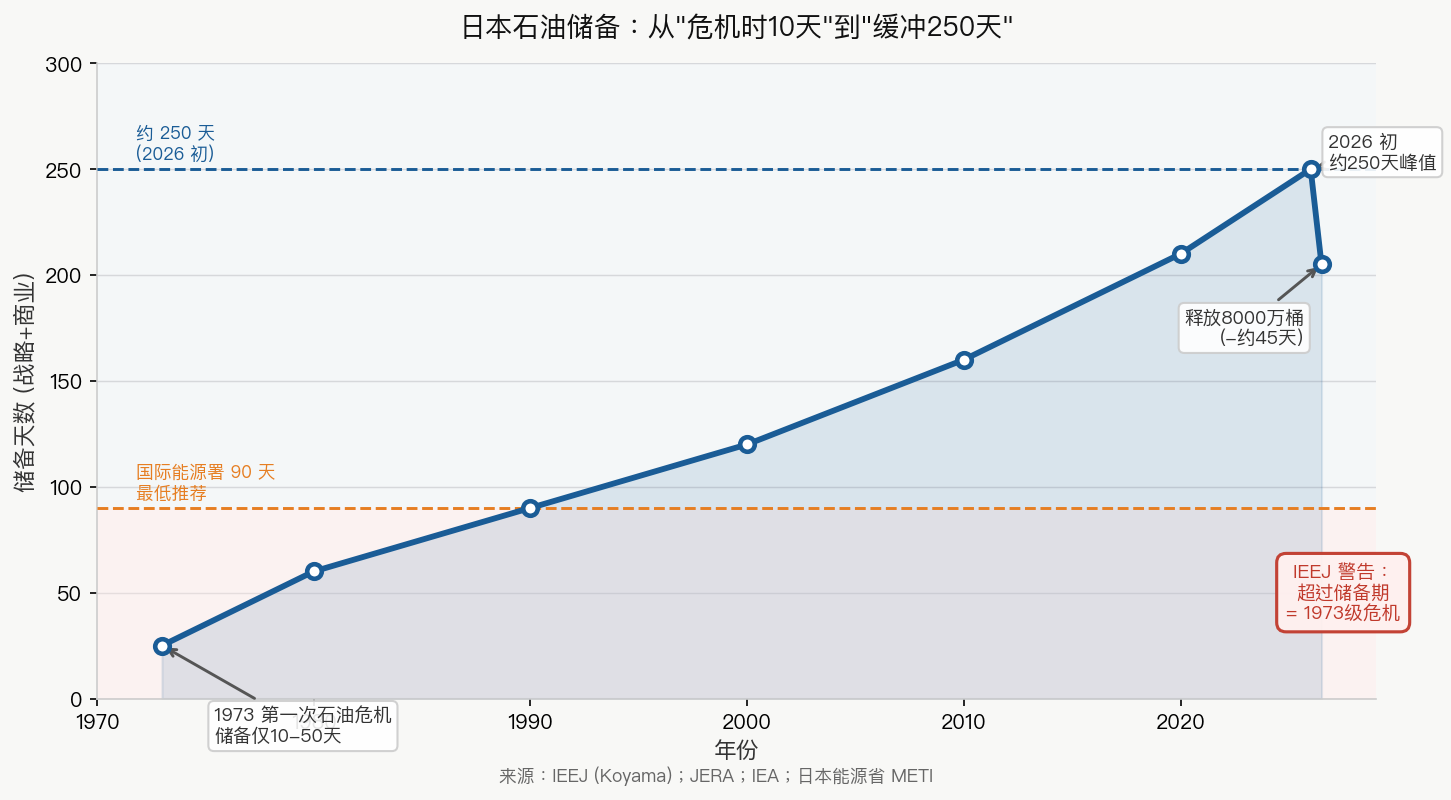 日本石油储备：从"危机时10天"到"缓冲250天"
300
250
200
150
100
50
0
储备天数 (战略+商业)
约 250 天
(2026 初)
2026 初
约250天峰值
释放8000万桶
(−约45天)
国际能源署 90 天
最低推荐
IEEJ 警告：
超过储备期
= 1973级危机
1973 第一次石油危机
储备仅10−50天
1970
1990
2000
2010
2020
年份
来源：IEEJ (Koyama)；JERA；IEA；日本能源省 METI